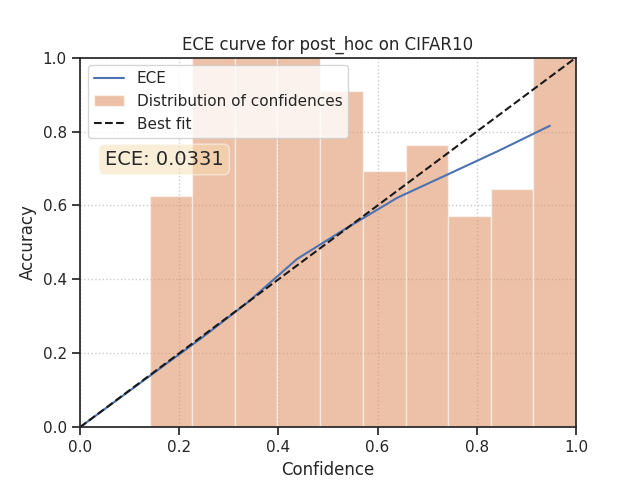 ECE curve for post_hoc on CIFAR10
1.0
0.8
0.6
0.4
0.2
0.0
Accuracy
ECE
Distribution of confidences
Best fit
ECE: 0.0331
0.0 0.2 0.4 0.6 0.8 1.0
Confidence